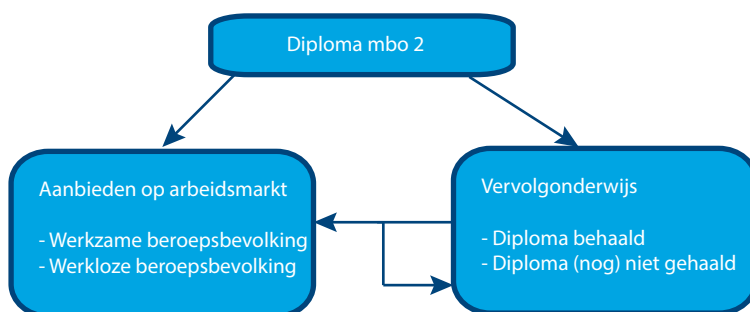 Diploma mbo 2
Aanbieden op arbeidsmarkt
- Werkzame beroepsbevolking
- Werkloze beroepsbevolking
Vervolgonderwijs
- Diploma behaald
- Diploma (nog) niet gehaald